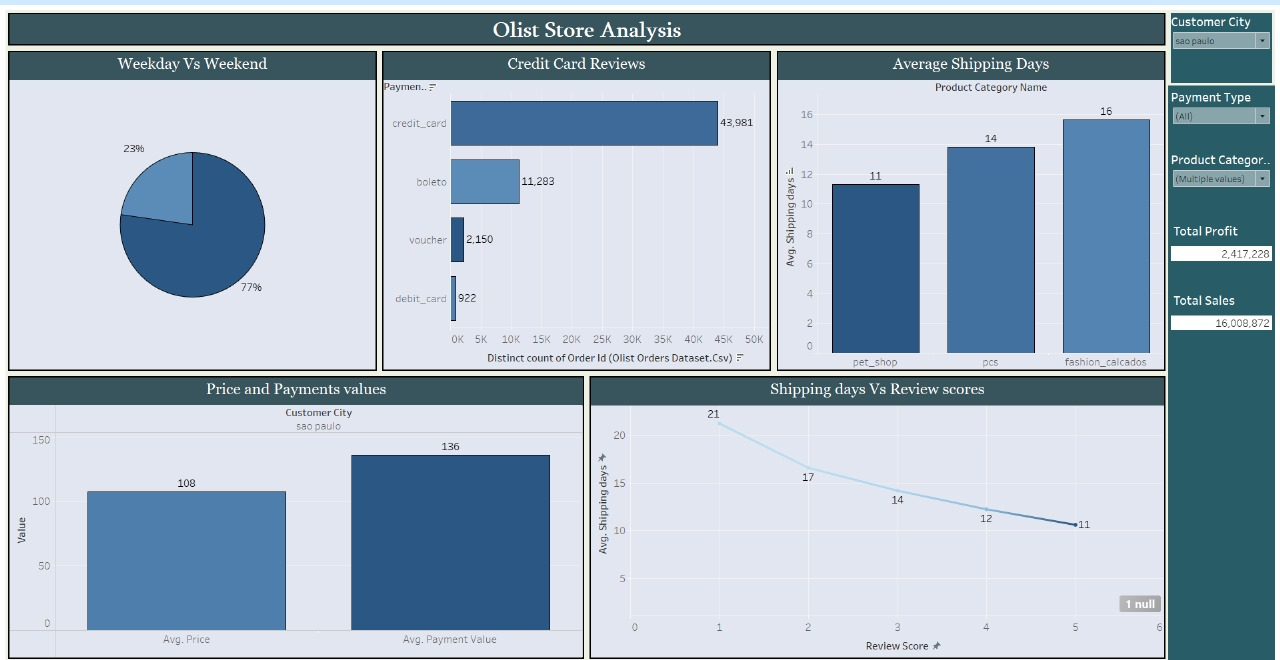 Olist Store Analysis
Customer City
sao paulo
Payment Type
(All)
Product Categor..
(Multiple values)
Total Profit
2,417,228
Total Sales
16,008,872
Weekday Vs Weekend
23%
77%
Credit Card Reviews
Paymen..
credit_card
43,981
boleto
11,283
voucher
2,150
debit_card
922
0K 5K 10K 15K 20K 25K 30K 35K 40K 45K 50K
Distinct count of Order Id (Olist Orders Dataset.Csv)
Average Shipping Days
Product Category Name
Avg. Shipping days
16
14
12
10
8
6
4
2
0
11
14
16
pet_shop pcs fashion_calcados
Price and Payments values
Customer City
sao paulo
Value
150
100
50
0
108
136
Avg. Price Avg. Payment Value
Shipping days Vs Review scores
Avg. Shipping days
20
15
10
5
21
17
14
12
11
1 null
0 1 2 3 4 5 6
Review Score